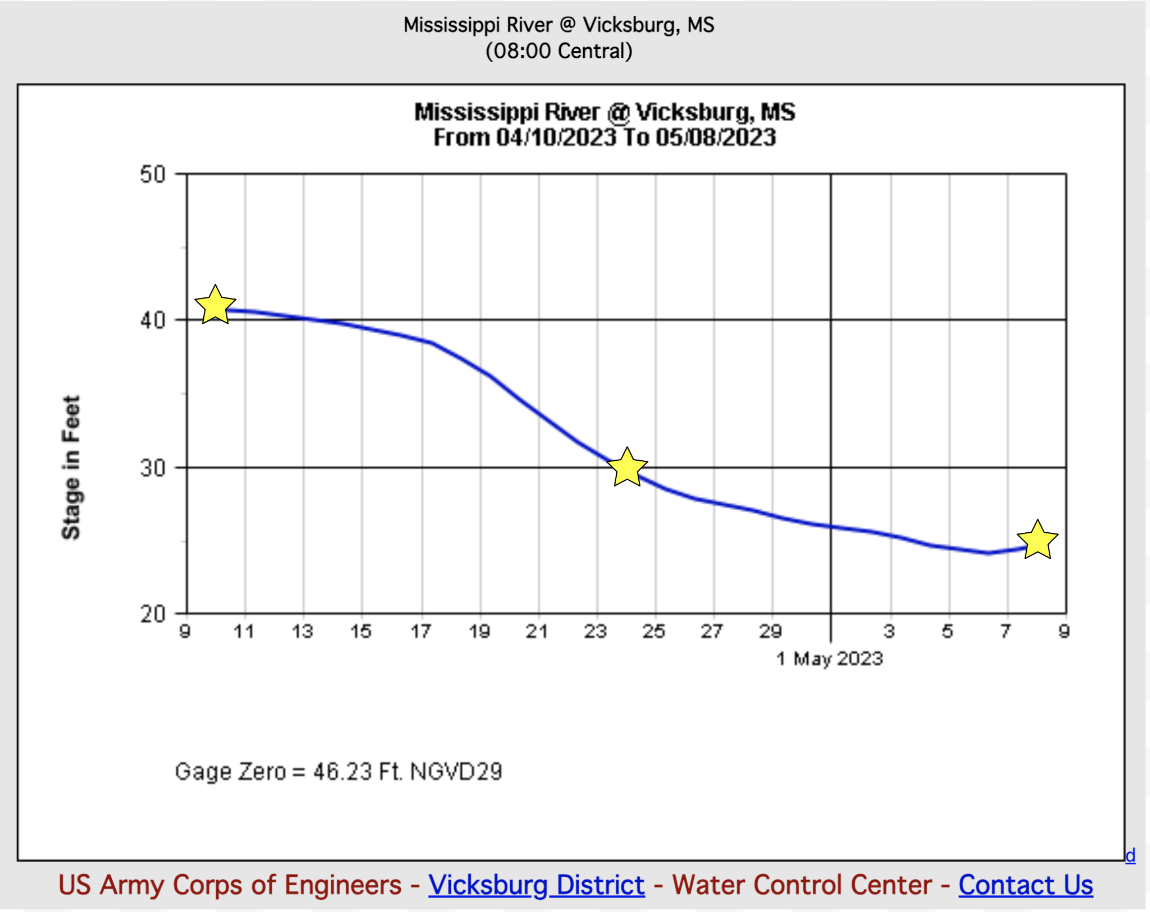 Mississippi River @ Vicksburg, MS
(08:00 Central)
Mississippi River @ Vicksburg, MS
From 04/10/2023 To 05/08/2023
50
40
30
20
Stage in Feet
9 11 13 15 17 19 21 23 25 27 29 3 5 7 9
1 May 2023
Gage Zero = 46.23 Ft. NGVD29
d
US Army Corps of Engineers - Vicksburg District - Water Control Center - Contact Us